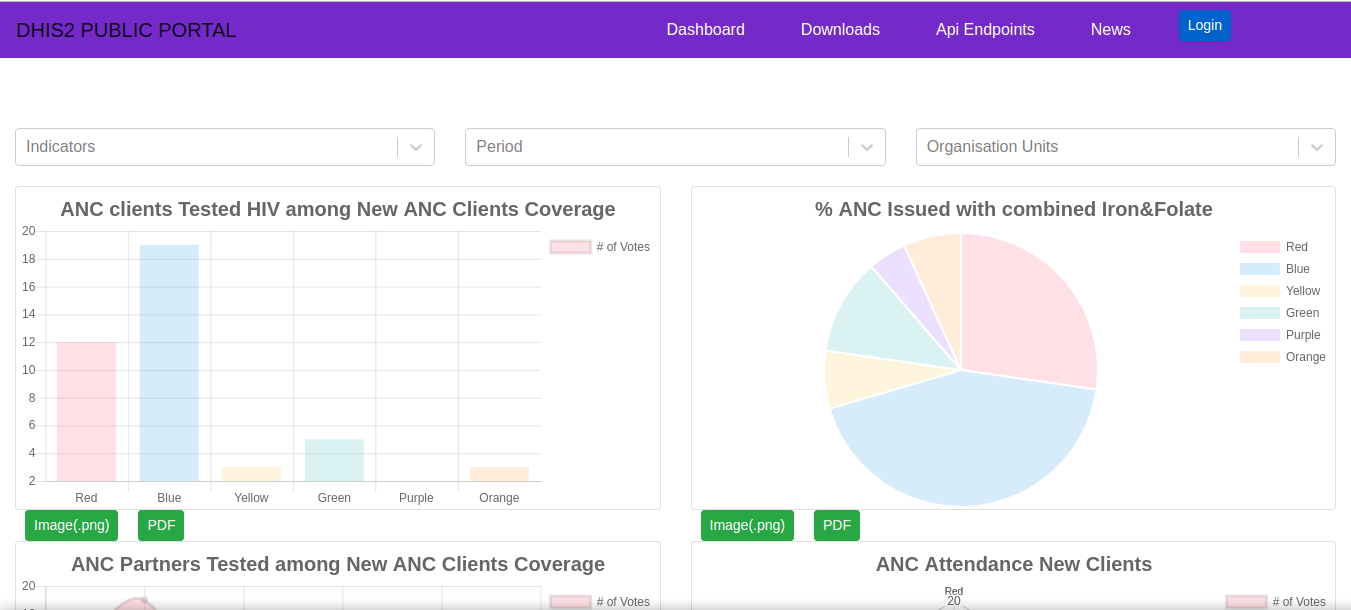 DHIS2 PUBLIC PORTAL
Dashboard
Downloads
Api Endpoints
News
Login
Indicators
Period
Organisation Units
ANC clients Tested HIV among New ANC Clients Coverage
# of Votes
20
18
16
14
12
10
8
6
4
2
Red
Blue
Yellow
Green
Purple
Orange
Image(.png)
PDF
% ANC Issued with combined Iron&Folate
Red
Blue
Yellow
Green
Purple
Orange
Image(.png)
PDF
ANC Partners Tested among New ANC Clients Coverage
20
# of Votes
ANC Attendance New Clients
Red
20
# of Votes